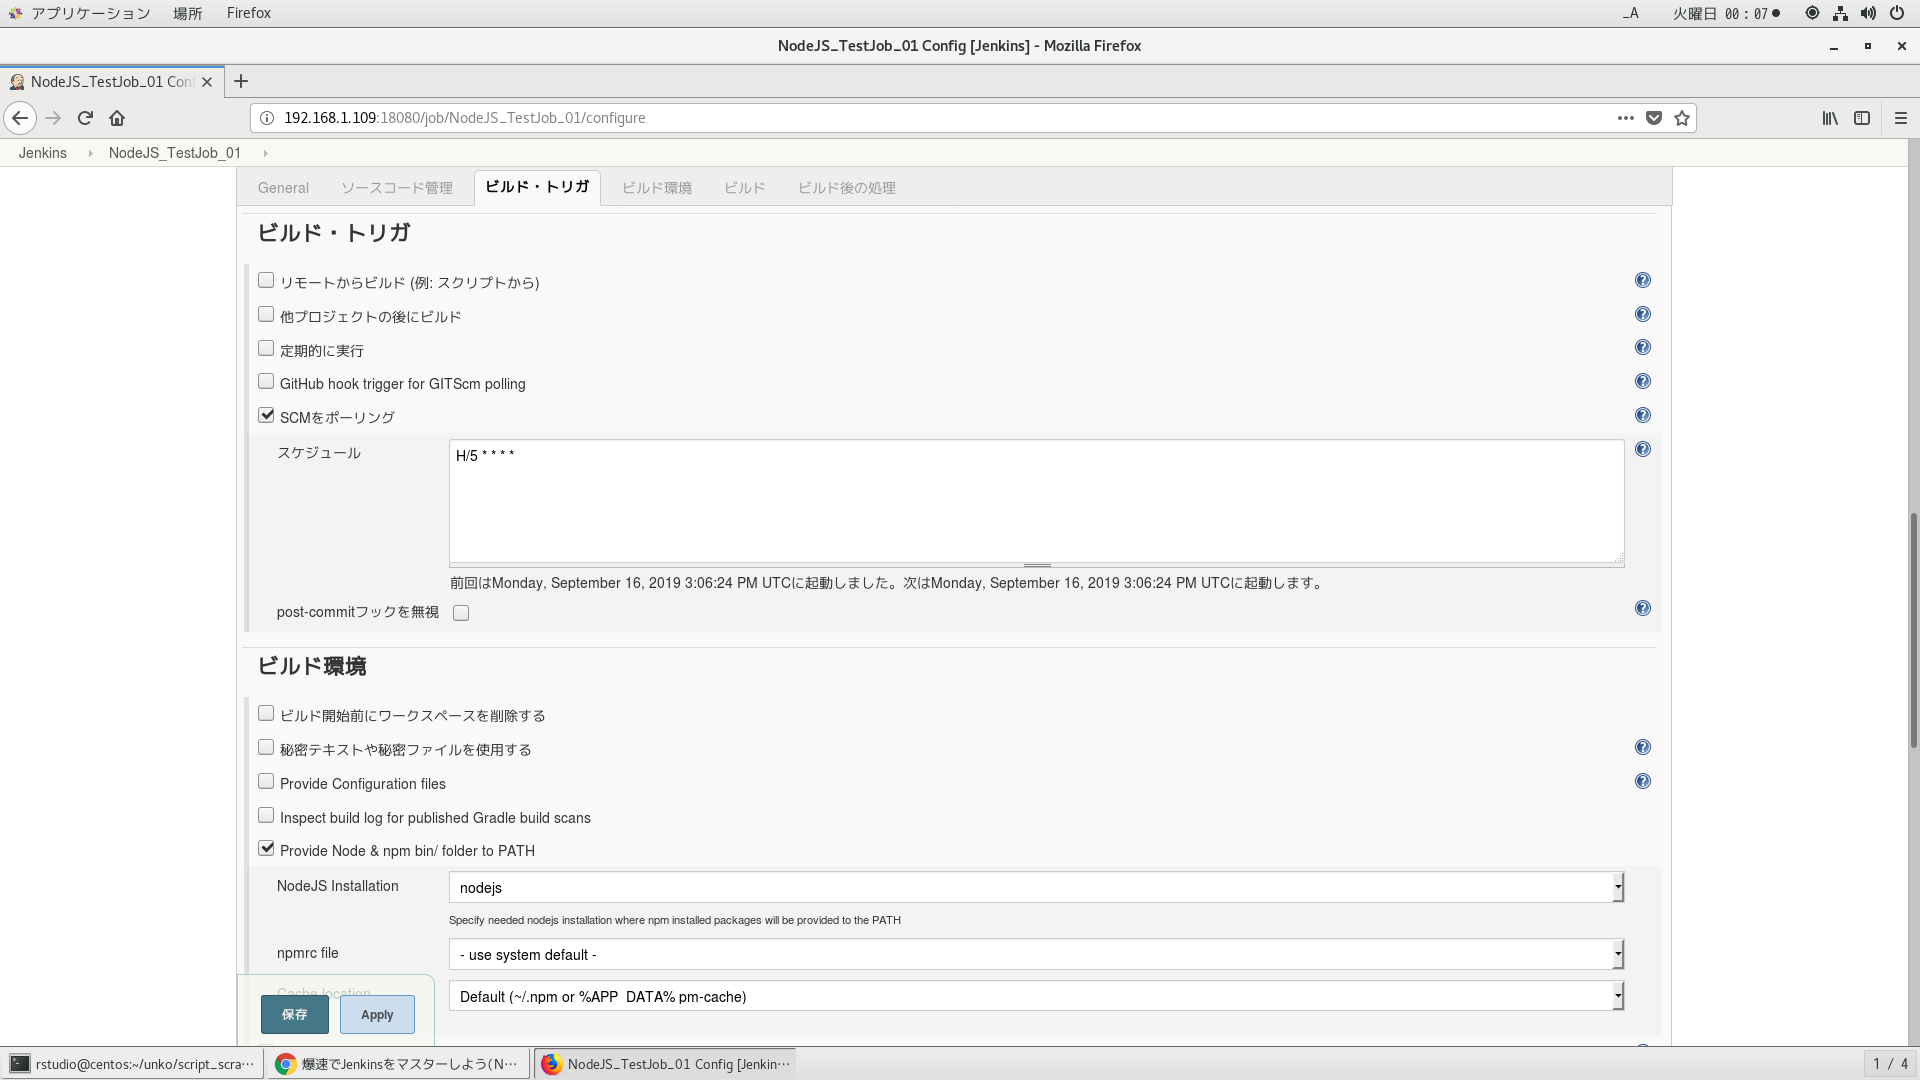 アプリケーション 場所 Firefox _A 火曜日 00:07
NodeJS_TestJob_01 Config [Jenkins] - Mozilla Firefox
NodeJS_TestJob_01 Con
192.168.1.109:18080/job/NodeJS_TestJob_01/configure
Jenkins NodeJS_TestJob_01
General ソースコード管理 ビルド・トリガ ビルド環境 ビルド ビルド後の処理
ビルド・トリガ
リモートからビルド (例: スクリプトから)
他プロジェクトの後にビルド
定期的に実行
GitHub hook trigger for GITScm polling
SCMをポーリング
スケジュール H/5 * * * *
前回はMonday, September 16, 2019 3:06:24 PM UTCに起動しました。次はMonday, September 16, 2019 3:06:24 PM UTCに起動します。
post-commitフックを無視
ビルド環境
ビルド開始前にワークスペースを削除する
秘密テキストや秘密ファイルを使用する
Provide Configuration files
Inspect build log for published Gradle build scans
Provide Node & npm bin/ folder to PATH
NodeJS Installation nodejs
Specify needed nodejs installation where npm installed packages will be provided to the PATH
npmrc file - use system default -
Cache location Default (~/.npm or %APP_DATA% pm-cache)
保存 Apply
rstudio@centos:~/unko/script_scra… 爆速でJenkinsをマスターしよう(N… NodeJS_TestJob_01 Config [Jenkin… 1 / 4